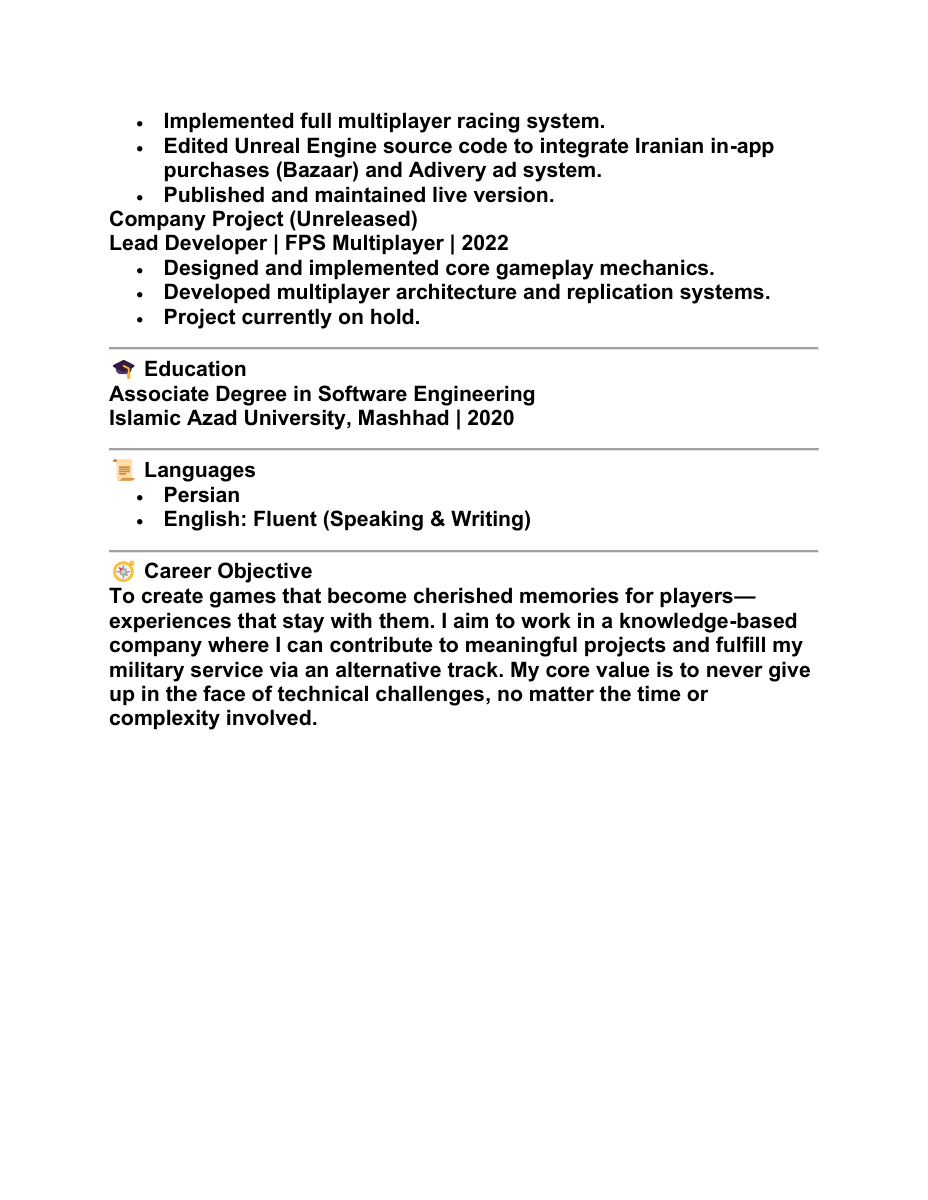 • Implemented full multiplayer racing system.
• Edited Unreal Engine source code to integrate Iranian in-app
purchases (Bazaar) and Adivery ad system.
• Published and maintained live version.
Company Project (Unreleased)
Lead Developer | FPS Multiplayer | 2022
• Designed and implemented core gameplay mechanics.
• Developed multiplayer architecture and replication systems.
• Project currently on hold.
🎓 Education
Associate Degree in Software Engineering
Islamic Azad University, Mashhad | 2020
📜 Languages
• Persian
• English: Fluent (Speaking & Writing)
🧭 Career Objective
To create games that become cherished memories for players—
experiences that stay with them. I aim to work in a knowledge-based
company where I can contribute to meaningful projects and fulfill my
military service via an alternative track. My core value is to never give
up in the face of technical challenges, no matter the time or
complexity involved.